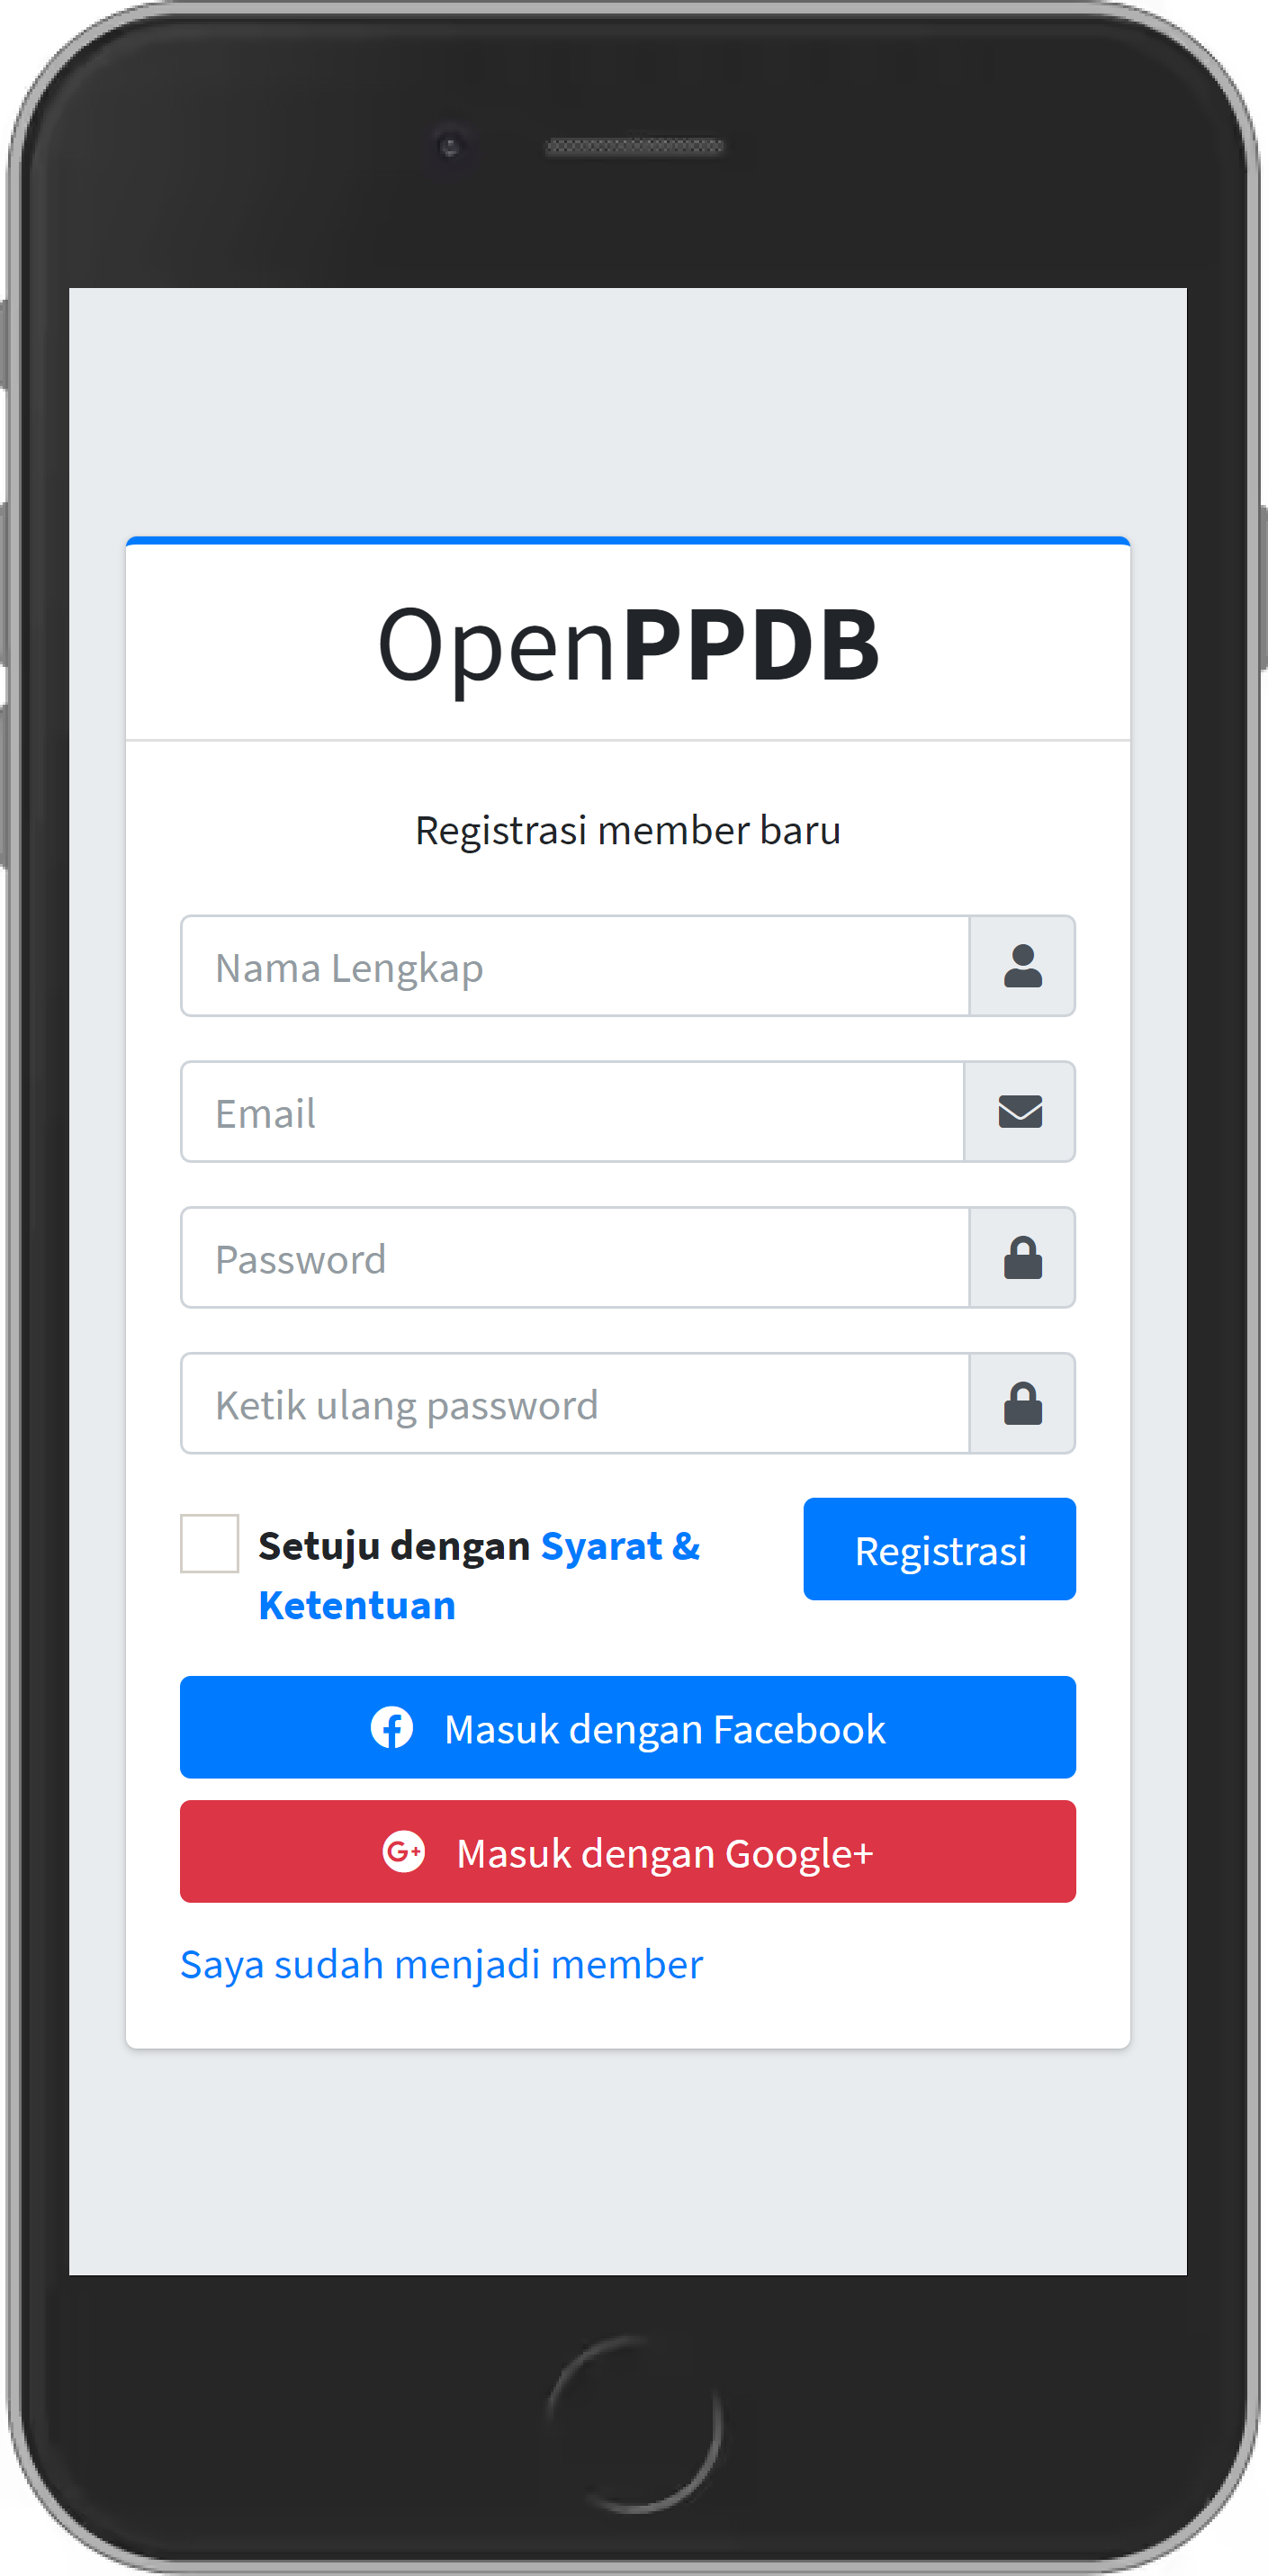 OpenPPDB
Registrasi member baru
Nama Lengkap
Email
Password
Ketik ulang password
Setuju dengan Syarat &
Ketentuan
Registrasi
Masuk dengan Facebook
Masuk dengan Google+
Saya sudah menjadi member